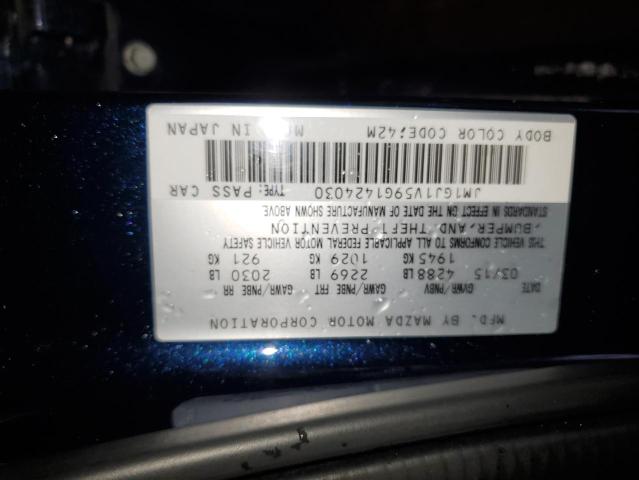 MFD. BY MAZDA MOTOR CORPORATION
DATE GVWR/PNBV GAWR/PNBE FRT GAWR/PNBE RR
03/15 4288 LB 2269 LB 2030 LB
1945 KG 1029 KG 921 KG
THIS VEHICLE CONFORMS TO ALL APPLICABLE FEDERAL MOTOR VEHICLE SAFETY
,BUMPER,AND THEFT PREVENTION
STANDARDS IN EFFECT ON THE DATE OF MANUFACTURE SHOWN ABOVE.
JM1GJ1V59G1424030 TYPE: PASS CAR
BODY COLOR CODE;42M IN JAPAN